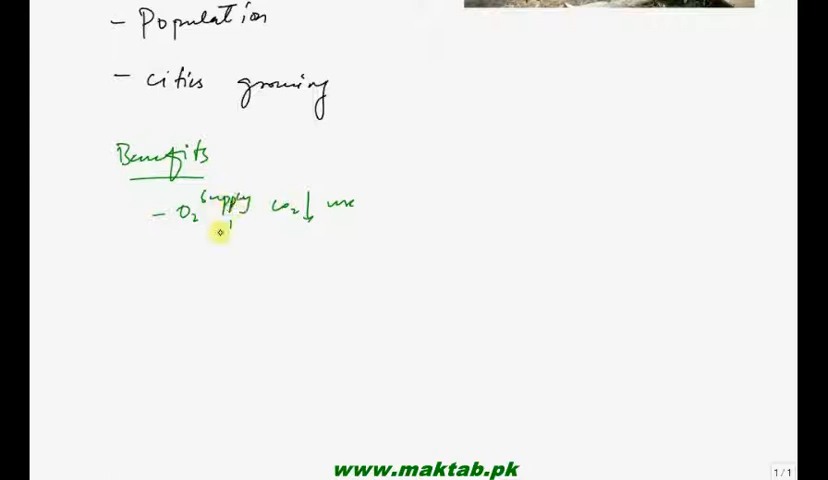 - Population
- cities growing
Benefits
- O₂ supply CO₂↓ use
www.maktab.pk
1/1